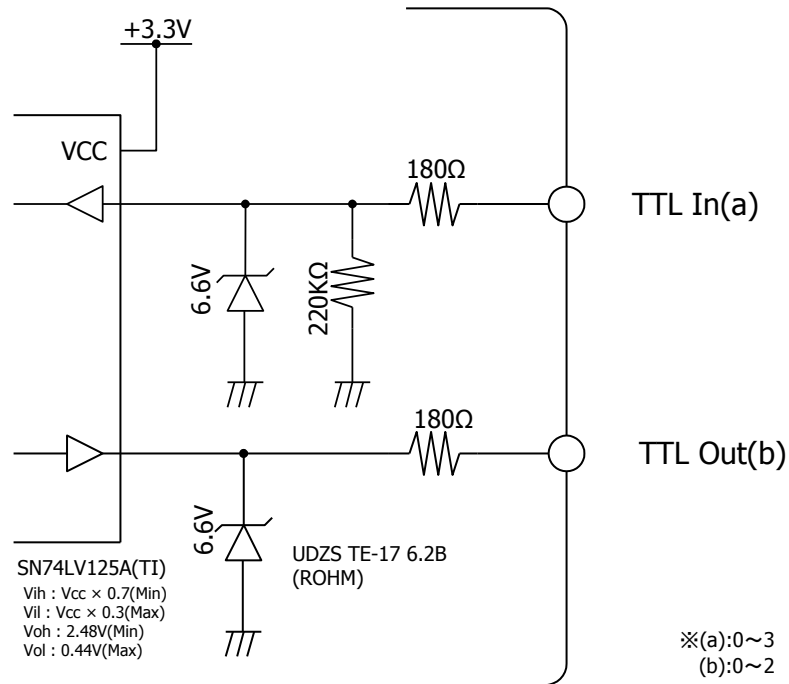 +3.3V
VCC
180Ω
TTL In(a)
6.6V
220KΩ
180Ω
TTL Out(b)
6.6V
UDZS TE-17 6.2B
(ROHM)
SN74LV125A(TI)
Vih : Vcc × 0.7(Min)
Vil : Vcc × 0.3(Max)
Voh : 2.48V(Min)
Vol : 0.44V(Max)
※(a):0～3
(b):0～2